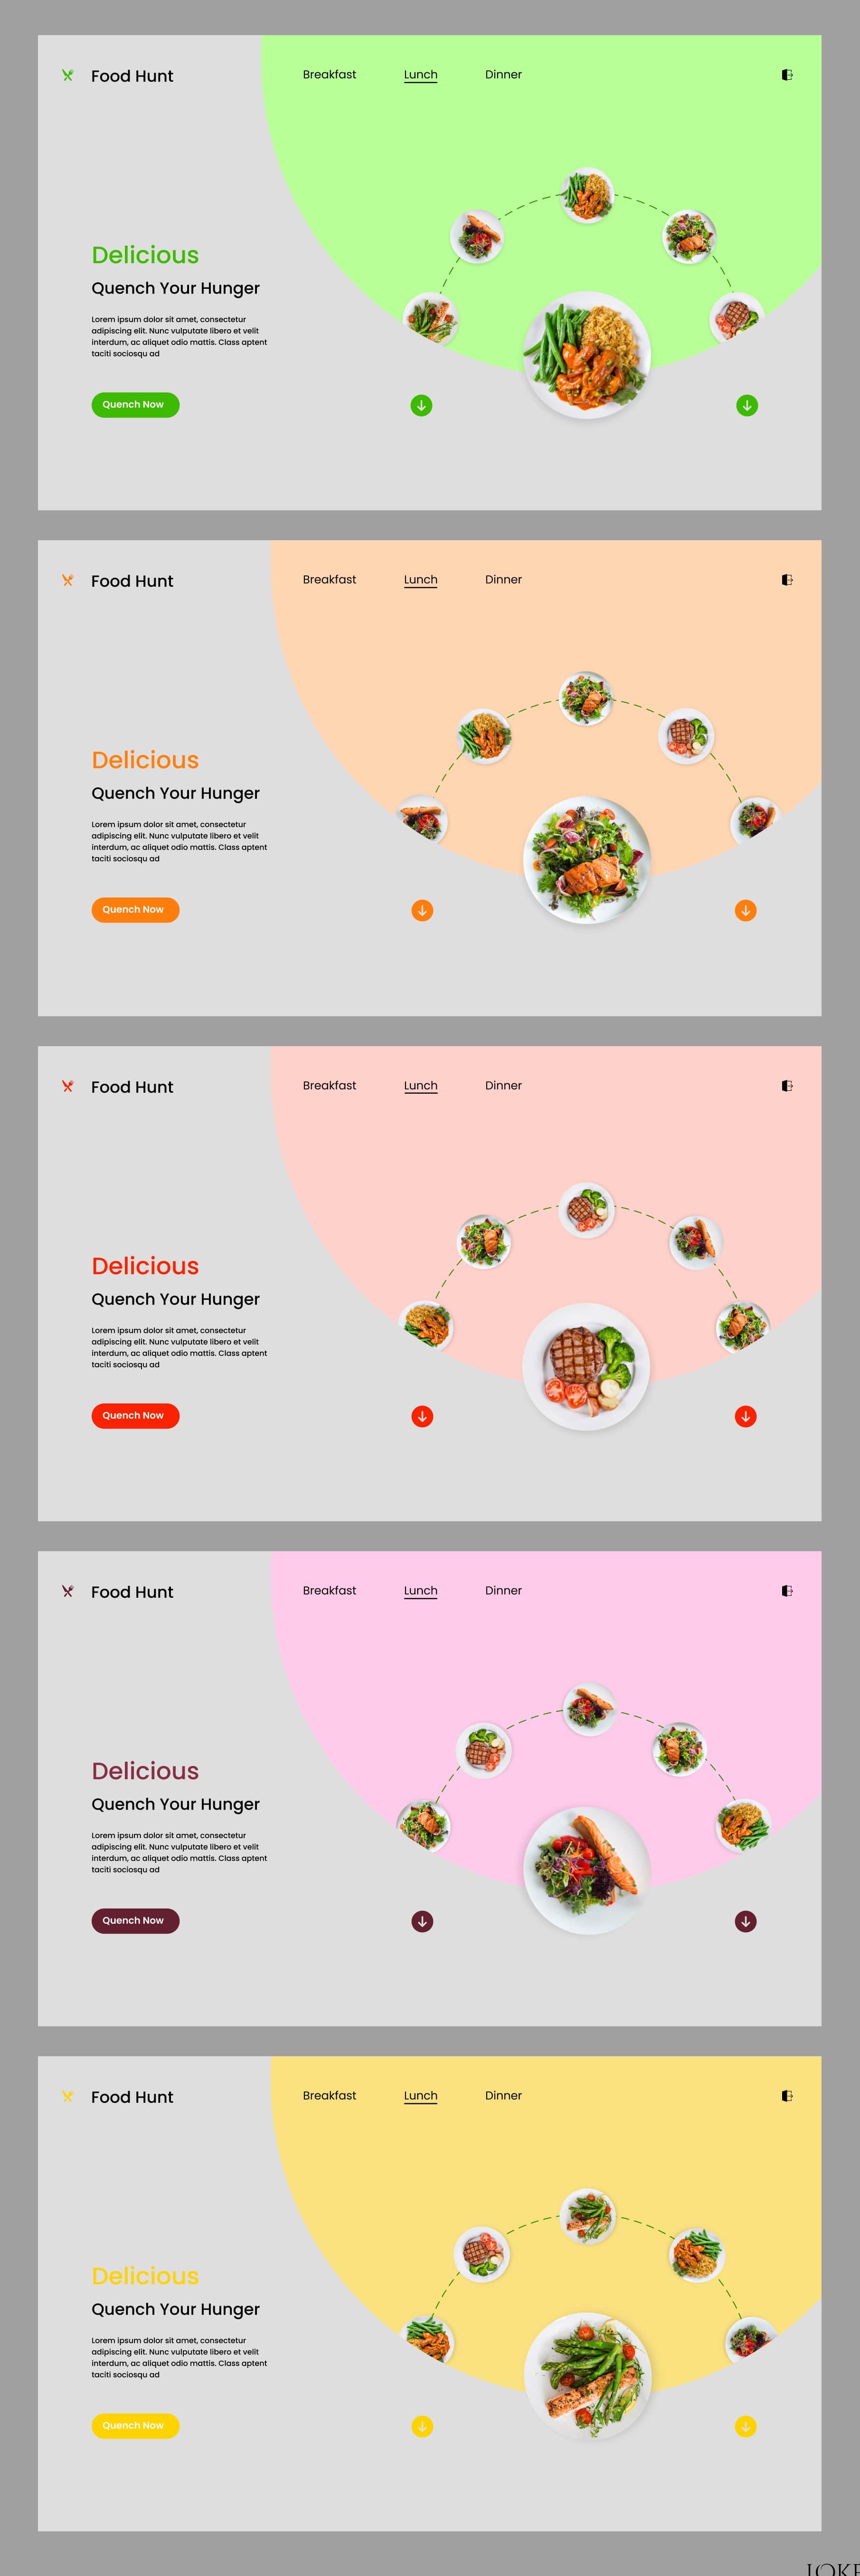 Food Hunt
Breakfast
Lunch
Dinner
Delicious
Quench Your Hunger
Lorem ipsum dolor sit amet, consectetur
adipiscing elit. Nunc vulputate libero et velit
interdum, ac aliquet odio mattis. Class aptent
taciti sociosqu ad
Quench Now
Food Hunt
Breakfast
Lunch
Dinner
Delicious
Quench Your Hunger
Lorem ipsum dolor sit amet, consectetur
adipiscing elit. Nunc vulputate libero et velit
interdum, ac aliquet odio mattis. Class aptent
taciti sociosqu ad
Quench Now
Food Hunt
Breakfast
Lunch
Dinner
Delicious
Quench Your Hunger
Lorem ipsum dolor sit amet, consectetur
adipiscing elit. Nunc vulputate libero et velit
interdum, ac aliquet odio mattis. Class aptent
taciti sociosqu ad
Quench Now
Food Hunt
Breakfast
Lunch
Dinner
Delicious
Quench Your Hunger
Lorem ipsum dolor sit amet, consectetur
adipiscing elit. Nunc vulputate libero et velit
interdum, ac aliquet odio mattis. Class aptent
taciti sociosqu ad
Quench Now
Food Hunt
Breakfast
Lunch
Dinner
Delicious
Quench Your Hunger
Lorem ipsum dolor sit amet, consectetur
adipiscing elit. Nunc vulputate libero et velit
interdum, ac aliquet odio mattis. Class aptent
taciti sociosqu ad
Quench Now